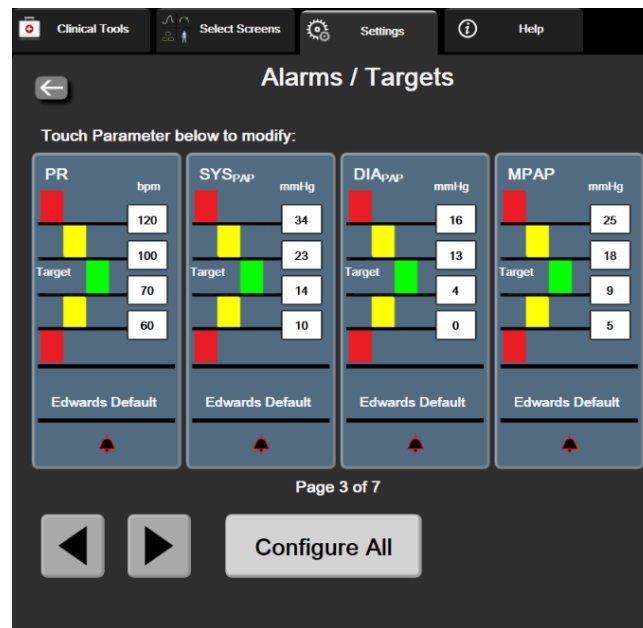 Clinical Tools
Select Screens
Settings
Help
Alarms / Targets
Touch Parameter below to modify:
PR
bpm
120
100
Target
70
60
Edwards Default
SYSPAP
mmHg
34
23
Target
14
10
Edwards Default
DIAPAP
mmHg
16
13
Target
4
0
Edwards Default
MPAP
mmHg
25
18
Target
9
5
Edwards Default
Page 3 of 7
Configure All